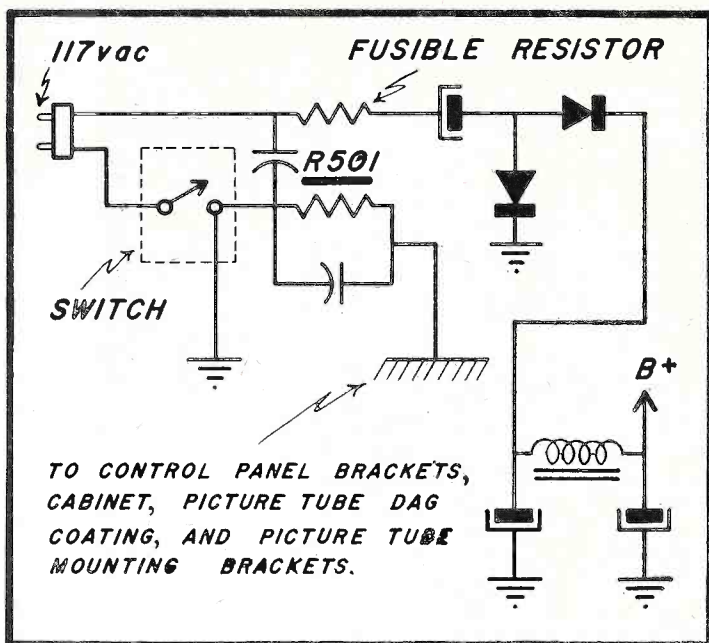 117vac
FUSIBLE RESISTOR
R501
SWITCH
B+
TO CONTROL PANEL BRACKETS,
CABINET, PICTURE TUBE DAG
COATING, AND PICTURE TUBE
MOUNTING BRACKETS.